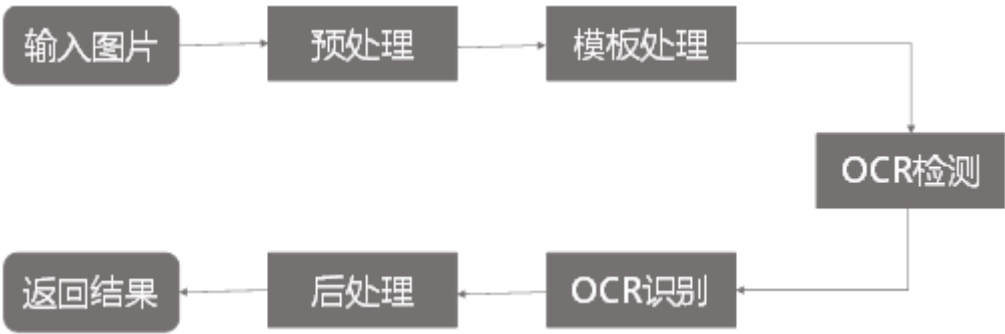 输入图片
预处理
模板处理
OCR检测
OCR识别
后处理
返回结果